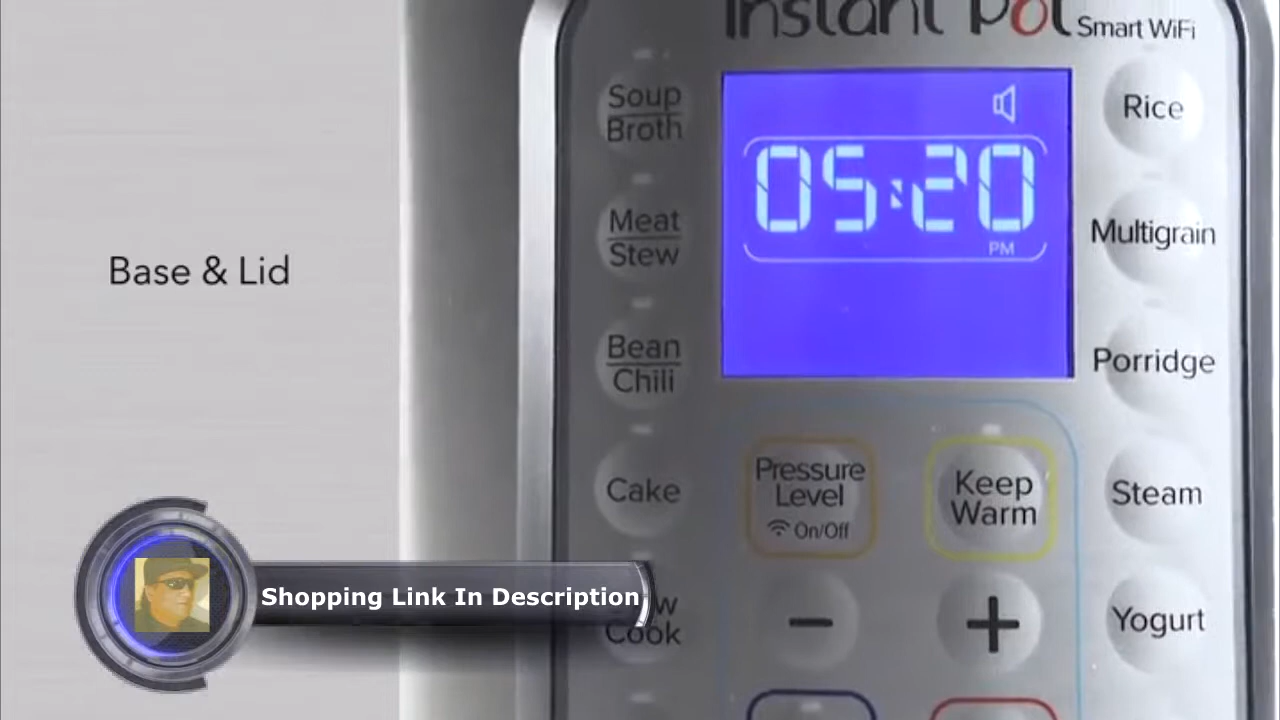 Instant Pot
Smart WiFi
Soup
Broth
Rice
05:20
PM
Meat
Stew
Multigrain
Base & Lid
Bean
Chili
Porridge
Pressure
Level
On/Off
Keep
Warm
Cake
Steam
Shopping Link In Description
Cook
-
+
Yogurt